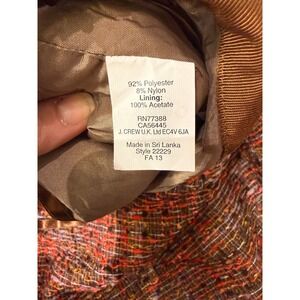 92% Polyester
8% Nylon
Lining:
100% Acetate
RN77388
CA56445
J. CREW U.K. Ltd EC4V 6JA
Made in Sri Lanka
Style 22229
FA 13